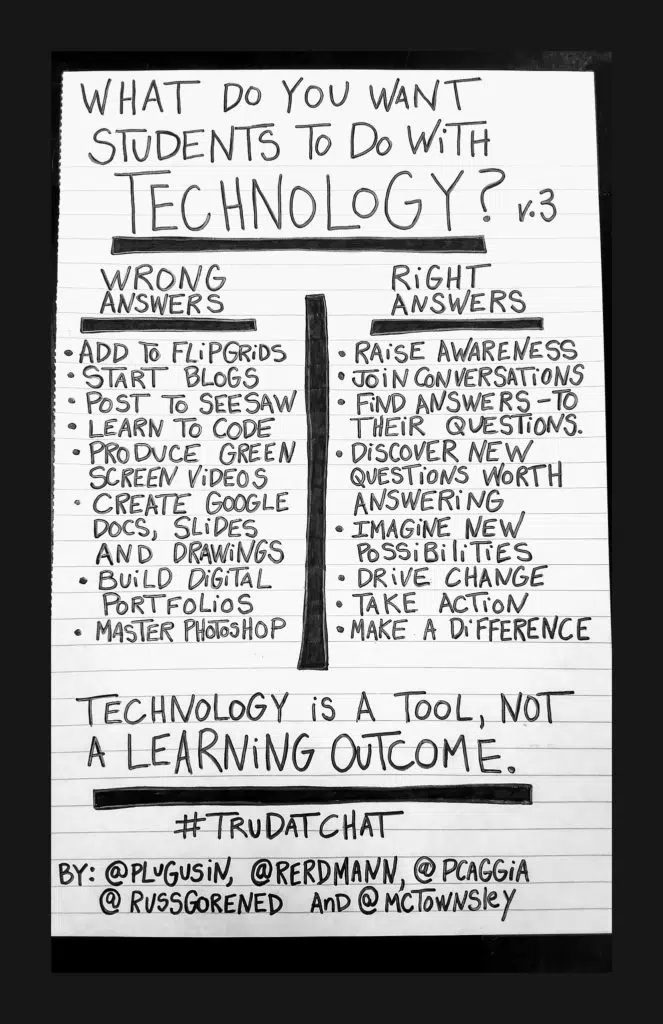 WHAT DO YOU WANT
STUDENTS TO DO WITH
TECHNOLOGY? v.3
WRONG
ANSWERS
• ADD TO FLIPGRIDS
• START BLOGS
• POST TO SEESAW
• LEARN TO CODE
• PRODUCE GREEN
SCREEN VIDEOS
• CREATE GOOGLE
DOCS, SLIDES
AND DRAWINGS
• BUILD DIGITAL
PORTFOLIOS
• MASTER PHOTOSHOP
RIGHT
ANSWERS
• RAISE AWARENESS
• JOIN CONVERSATIONS
• FIND ANSWERS - TO
THEIR QUESTIONS.
• DISCOVER NEW
QUESTIONS WORTH
ANSWERING
• IMAGINE NEW
POSSIBILITIES
• DRIVE CHANGE
• TAKE ACTION
• MAKE A DIFFERENCE
TECHNOLOGY IS A TOOL, NOT
A LEARNING OUTCOME.
#TRUDATCHAT
BY: @PLUGUSIN, @RERDMANN, @PCAGGIA
@RUSSGORENED AND @MCTOWNSLEY